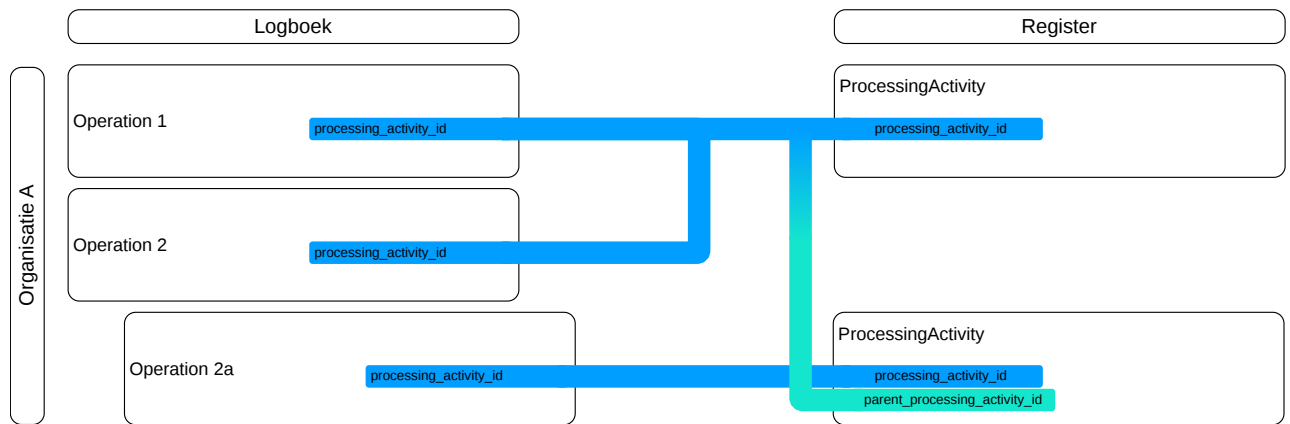 Logboek
Register
Organisatie A
Operation 1
processing_activity_id
ProcessingActivity
processing_activity_id
Operation 2
processing_activity_id
Operation 2a
processing_activity_id
ProcessingActivity
processing_activity_id
parent_processing_activity_id